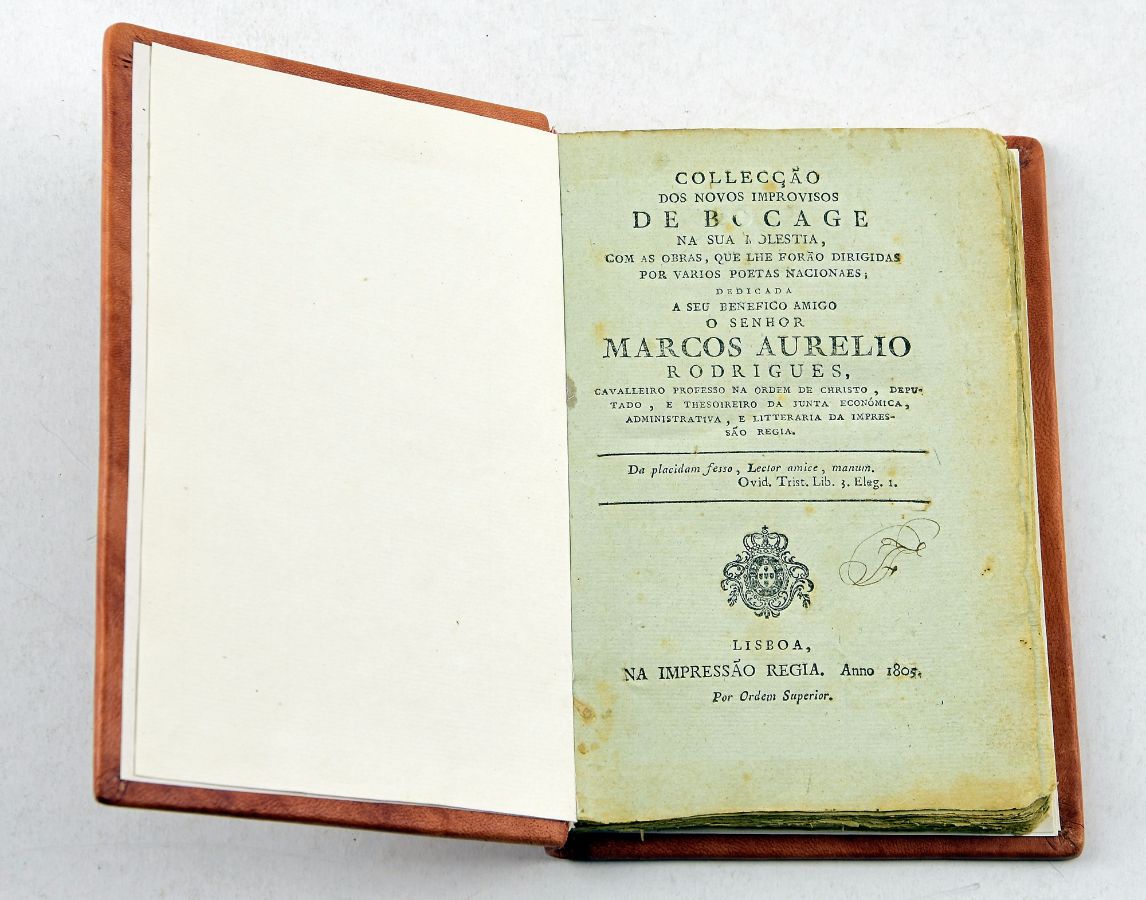 COLLECÇÃO
DOS NOVOS IMPROVISOS
DE BOCAGE
NA SUA MOLESTIA,
COM AS OBRAS, QUE LHE FORÃO DIRIGIDAS
POR VARIOS POETAS NACIONAES;
DEDICADA
A SEU BENEFICO AMIGO
O SENHOR
MARCOS AURELIO
RODRIGUES,
CAVALLEIRO PROFESSO NA ORDEM DE CHRISTO, DEPU-
TADO, E THESOIREIRO DA JUNTA ECONÓMICA,
ADMINISTRATIVA, E LITTERARIA DA IMPRES-
SÃO REGIA.
Da placidam fesso, Lector amice, manum.
Ovid. Trist. Lib. 3. Eleg. 1.
LISBOA,
NA IMPRESSÃO REGIA. Anno 1805.
Por Ordem Superior.